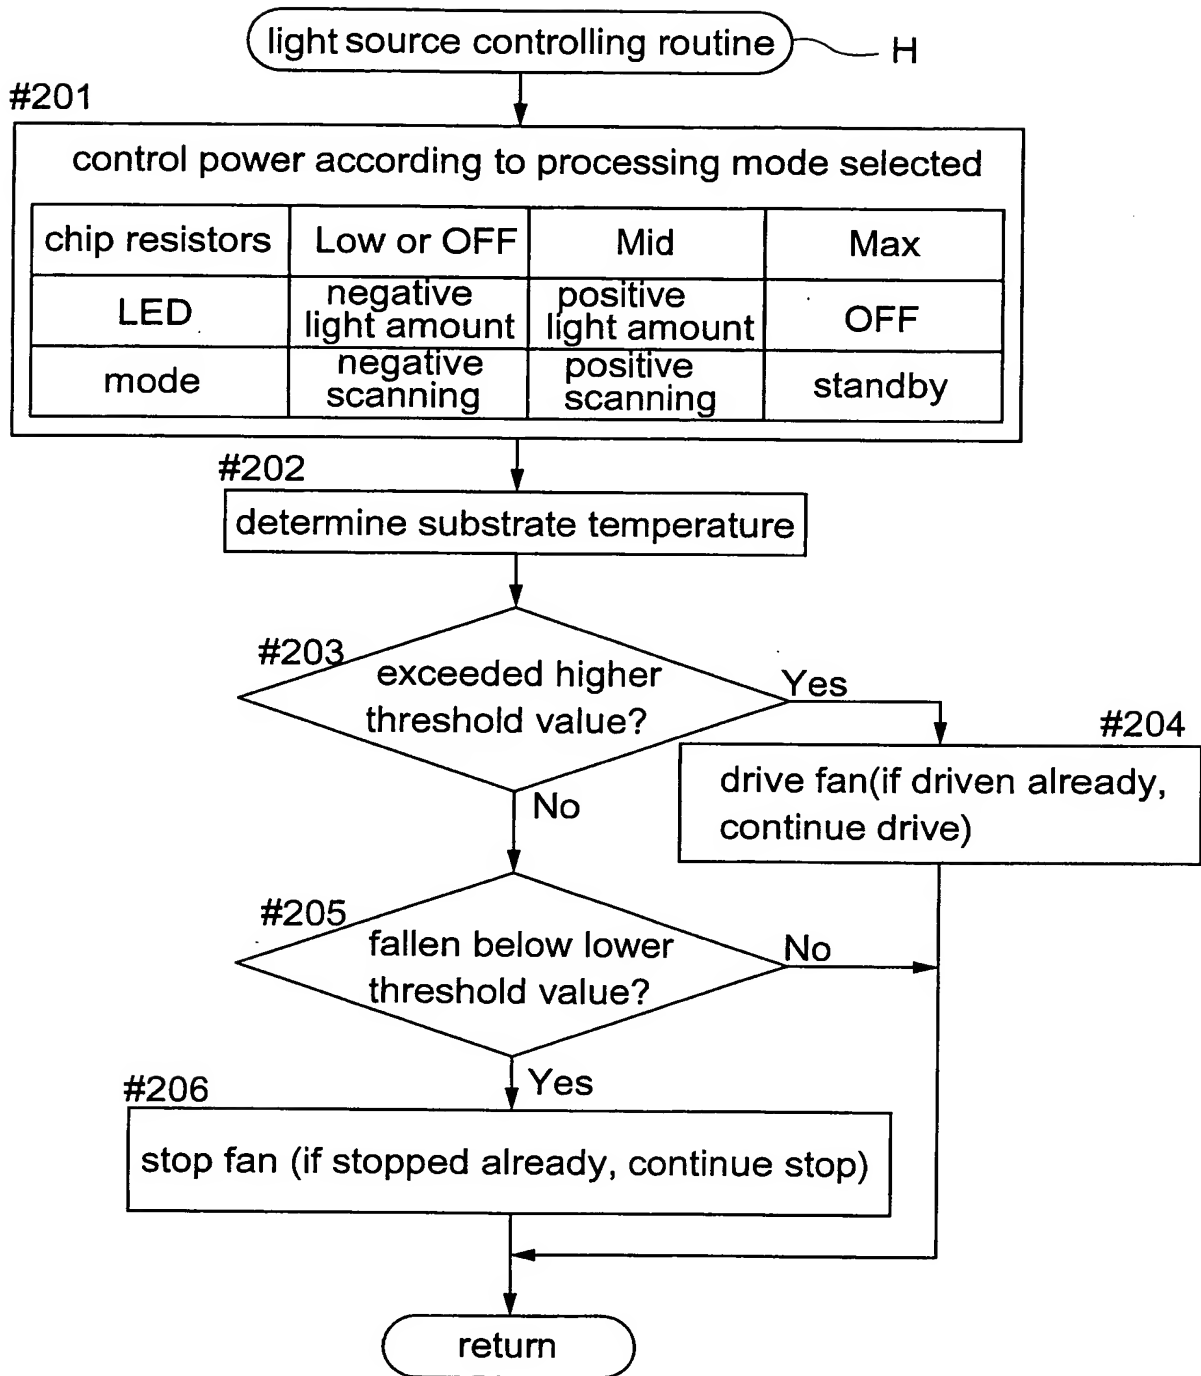 light source controlling routine
H
#201
control power according to processing mode selected
chip resistors
Low or OFF
Mid
Max
LED
negative
light amount
positive
light amount
OFF
mode
negative
scanning
positive
scanning
standby
#202
determine substrate temperature
#203
exceeded higher
threshold value?
Yes
#204
drive fan(if driven already,
continue drive)
No
#205
fallen below lower
threshold value?
No
Yes
#206
stop fan (if stopped already, continue stop)
return